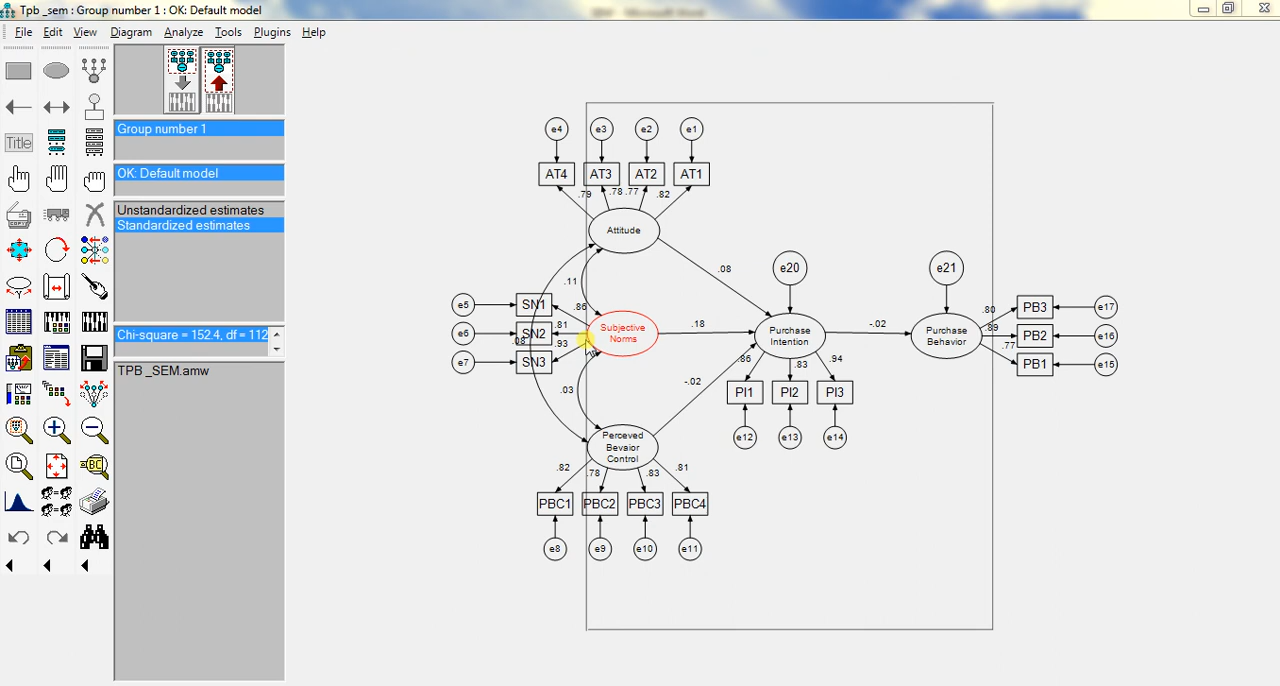 Tpb _sem : Group number 1 : OK: Default model
File Edit View Diagram Analyze Tools Plugins Help
Title
Group number 1
OK: Default model
Unstandardized estimates
Standardized estimates
Chi-square = 152.4, df = 112
TPB _SEM.amw
e4 e3 e2 e1
AT4 AT3 AT2 AT1
.79 .78 .77 .82
Attitude
.08
.11
e20
e21
e5 SN1 .86
e6 SN2 .81
e7 SN3 .93
.08
Subjective
Norms
.18
Purchase
Intention
-.02
Purchase
Behavior
.80 PB3 e17
.89 PB2 e16
.77 PB1 e15
.86 .83 .94
PI1 PI2 PI3
e12 e13 e14
.03
-.02
Perceved
Bevaior
Control
.82 .78 .83 .81
PBC1 PBC2 PBC3 PBC4
e8 e9 e10 e11